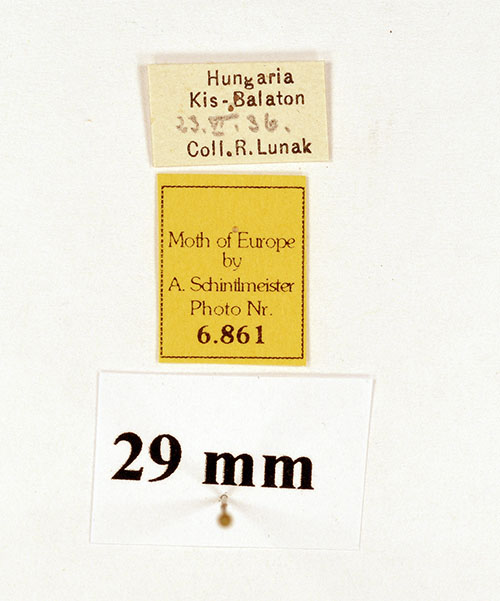 Hungaria
Kis-Balaton
23.VI.36.
Coll.R.Lunak
Moth of Europe
by
A. Schintlmeister
Photo Nr.
6.861
29 mm